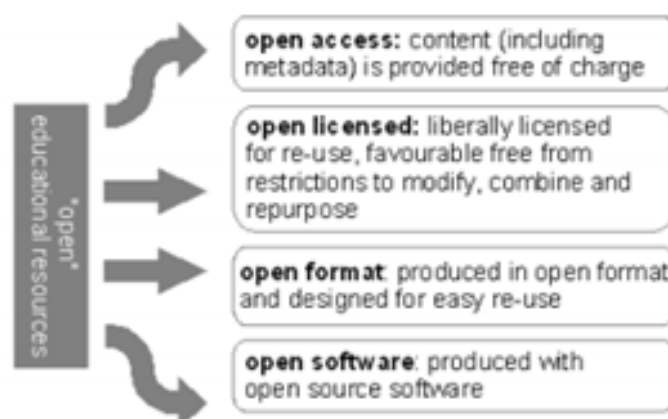 "open"
educational resources
open access: content (including
metadata) is provided free of charge
open licensed: liberally licensed
for re-use, favourable free from
restrictions to modify, combine and
repurpose
open format: produced in open format
and designed for easy re-use
open software: produced with
open source software